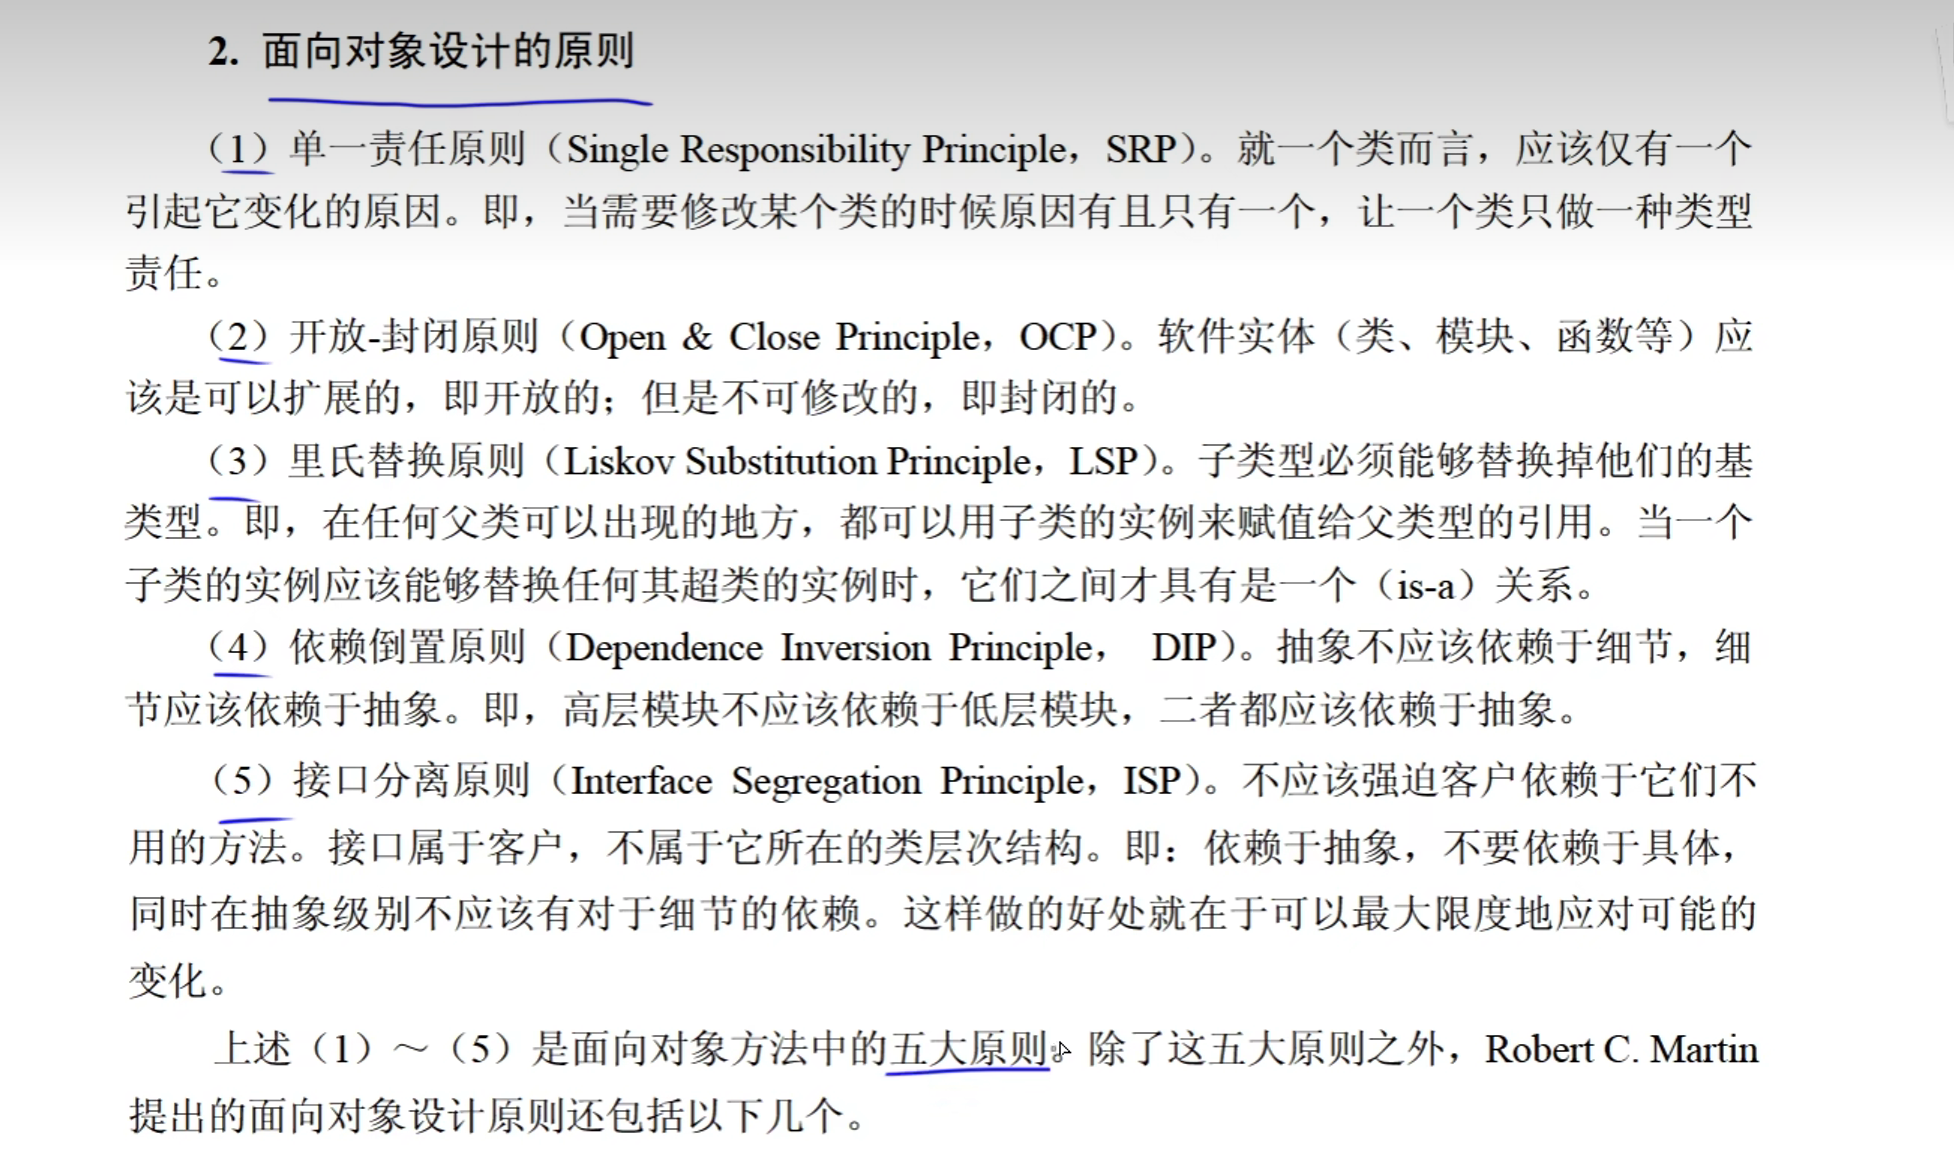 2. 面向对象设计的原则
（1）单一责任原则（Single Responsibility Principle，SRP）。就一个类而言，应该仅有一个
引起它变化的原因。即，当需要修改某个类的时候原因有且只有一个，让一个类只做一种类型
责任。
（2）开放-封闭原则（Open & Close Principle，OCP）。软件实体（类、模块、函数等）应
该是可以扩展的，即开放的；但是不可修改的，即封闭的。
（3）里氏替换原则（Liskov Substitution Principle，LSP）。子类型必须能够替换掉他们的基
类型。即，在任何父类可以出现的地方，都可以用子类的实例来赋值给父类型的引用。当一个
子类的实例应该能够替换任何其超类的实例时，它们之间才具有是一个（is-a）关系。
（4）依赖倒置原则（Dependence Inversion Principle， DIP）。抽象不应该依赖于细节，细
节应该依赖于抽象。即，高层模块不应该依赖于低层模块，二者都应该依赖于抽象。
（5）接口分离原则（Interface Segregation Principle，ISP）。不应该强迫客户依赖于它们不
用的方法。接口属于客户，不属于它所在的类层次结构。即：依赖于抽象，不要依赖于具体，
同时在抽象级别不应该有对于细节的依赖。这样做的好处就在于可以最大限度地应对可能的
变化。
上述（1）～（5）是面向对象方法中的五大原则。除了这五大原则之外，Robert C. Martin
提出的面向对象设计原则还包括以下几个。